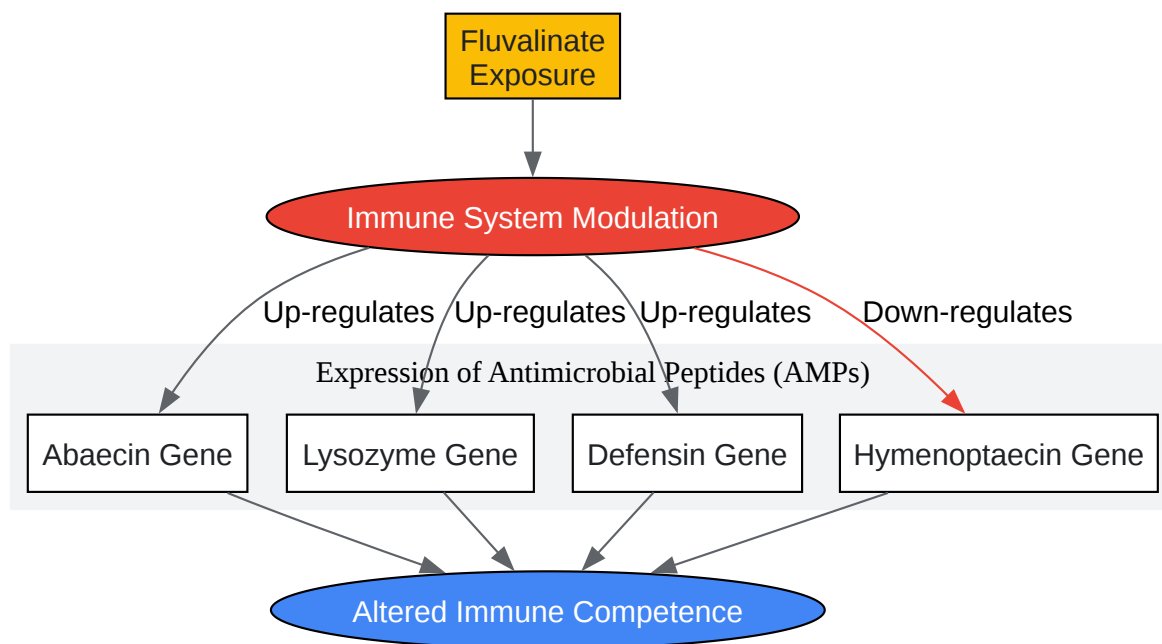 Fluvalinate
Exposure
Immune System Modulation
Up-regulates
Up-regulates
Up-regulates
Down-regulates
Expression of Antimicrobial Peptides (AMPs)
Abaecin Gene
Lysozyme Gene
Defensin Gene
Hymenoptaecin Gene
Altered Immune Competence